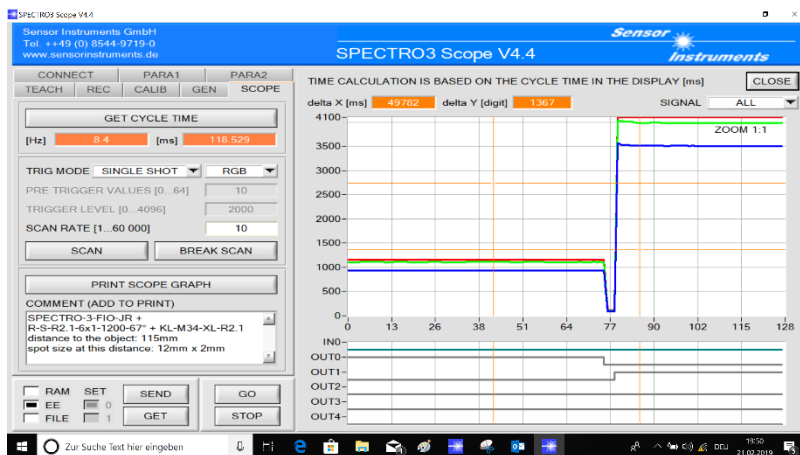 SPECTRO3 Scope V4.4
Sensor Instruments GmbH
Tel. ++49 (0) 8544-9719-0
www.sensorinstruments.de
SPECTRO3 Scope V4.4
Sensor
Instruments
CONNECT PARA1 PARA2
TEACH REC CALIB GEN SCOPE
GET CYCLE TIME
[Hz] 8.4 [ms] 118.529
TRIG MODE SINGLE SHOT RGB
PRE TRIGGER VALUES [0..64] 10
TRIGGER LEVEL [0..4096] 2000
SCAN RATE [1...60 000] 10
SCAN BREAK SCAN
PRINT SCOPE GRAPH
COMMENT (ADD TO PRINT)
SPECTRO-3-FIO-JR +
R-S-R2.1-6x1-1200-67° + KL-M34-XL-R2.1
distance to the object: 115mm
spot size at this distance: 12mm x 2mm
RAM SET SEND GO
EE 0
FILE 1 GET STOP
TIME CALCULATION IS BASED ON THE CYCLE TIME IN THE DISPLAY [ms] CLOSE
delta X [ms] 49782 delta Y [digit] 1367 SIGNAL ALL
ZOOM 1:1
4100-
3500-
3000-
2500-
2000-
1500-
1000-
500-
0-
0 13 26 38 51 64 77 90 102 115 128
IN0-
OUT0-
OUT1-
OUT2-
OUT3-
OUT4-
Zur Suche Text hier eingeben
DEU 19:50
21.02.2019